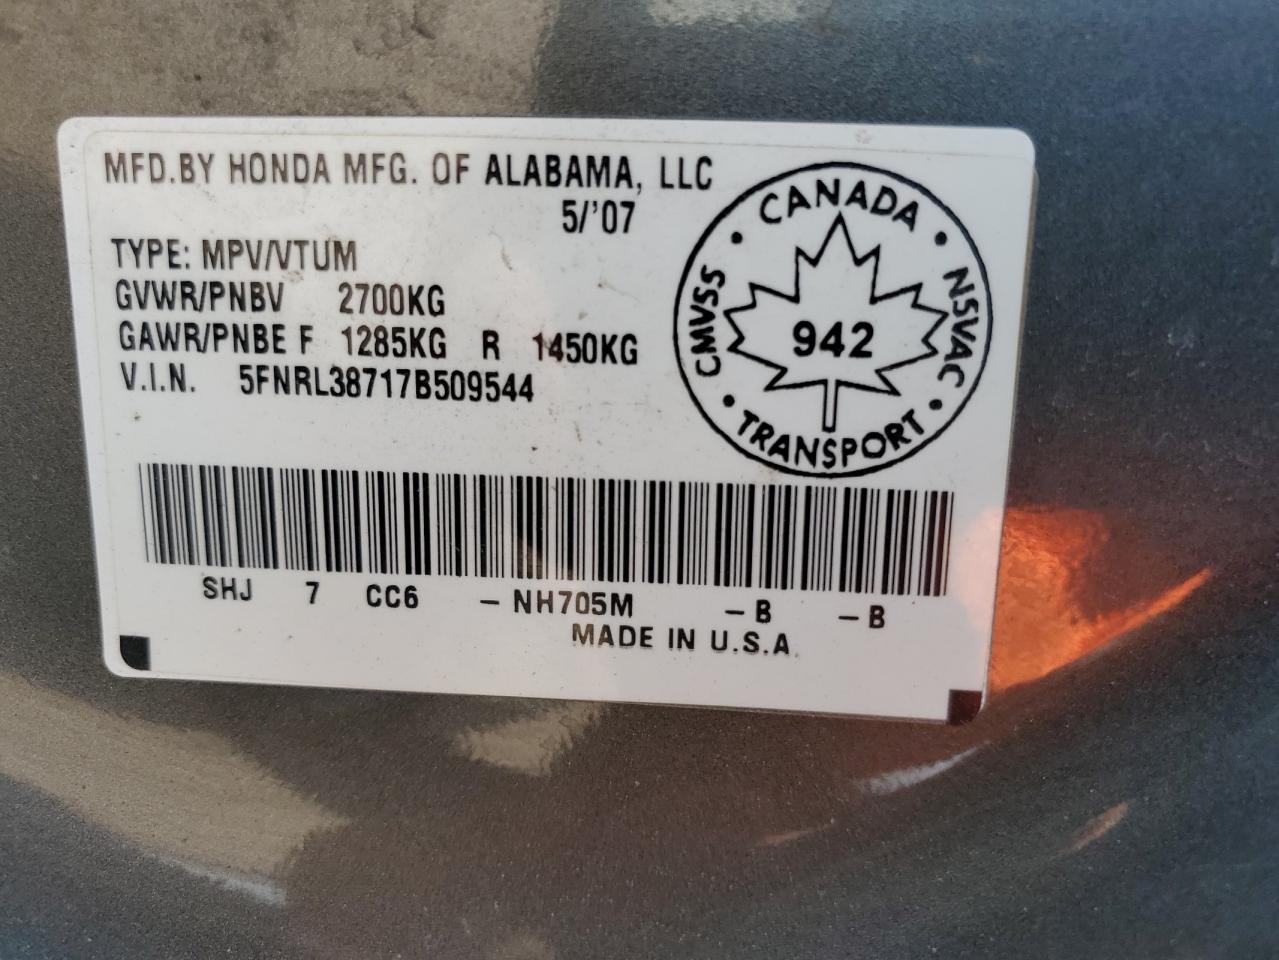 MFD.BY HONDA MFG. OF ALABAMA, LLC
5/'07
TYPE: MPV/VTUM
GVWR/PNBV 2700KG
GAWR/PNBE F 1285KG R 1450KG
V.I.N. 5FNRL38717B509544
CANADA
CMVSS
NSVAC
942
TRANSPORT
SHJ 7 CC6 - NH705M - B - B
MADE IN U.S.A.